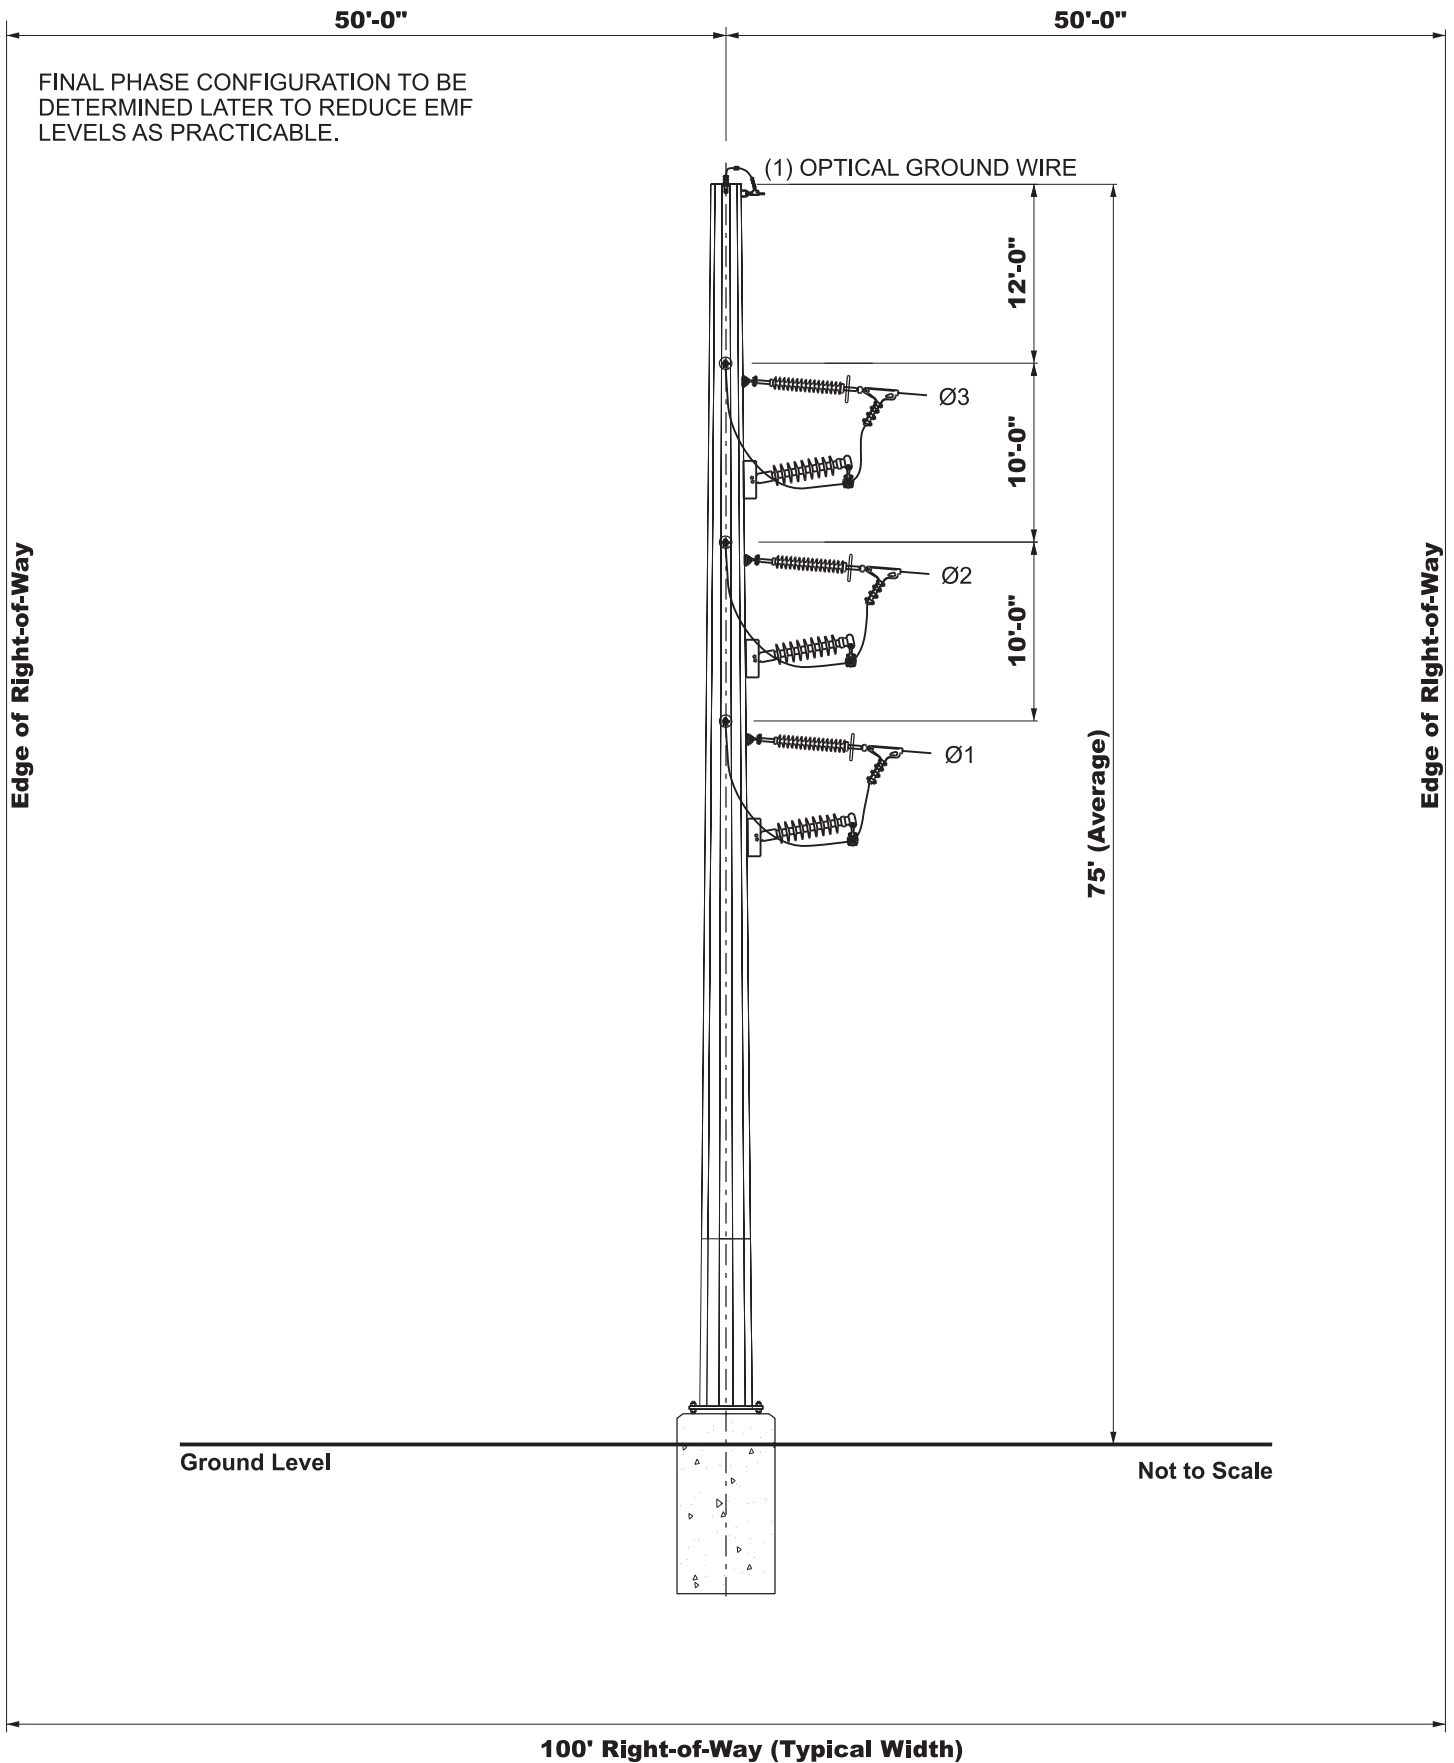 50'-0"
50'-0"
FINAL PHASE CONFIGURATION TO BE
DETERMINED LATER TO REDUCE EMF
LEVELS AS PRACTICABLE.
(1) OPTICAL GROUND WIRE
12'-0"
Ø3
10'-0"
Ø2
10'-0"
Ø1
Edge of Right-of-Way
Edge of Right-of-Way
75' (Average)
Ground Level
Not to Scale
100' Right-of-Way (Typical Width)